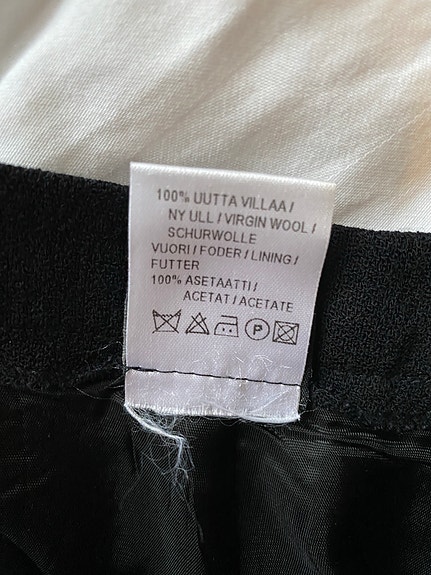 100% UUTTA VILLAA /
NY ULL / VIRGIN WOOL /
SCHURWOLLE
VUORI / FODER / LINING /
FUTTER
100% ASETAATTI /
ACETAT / ACETATE
P